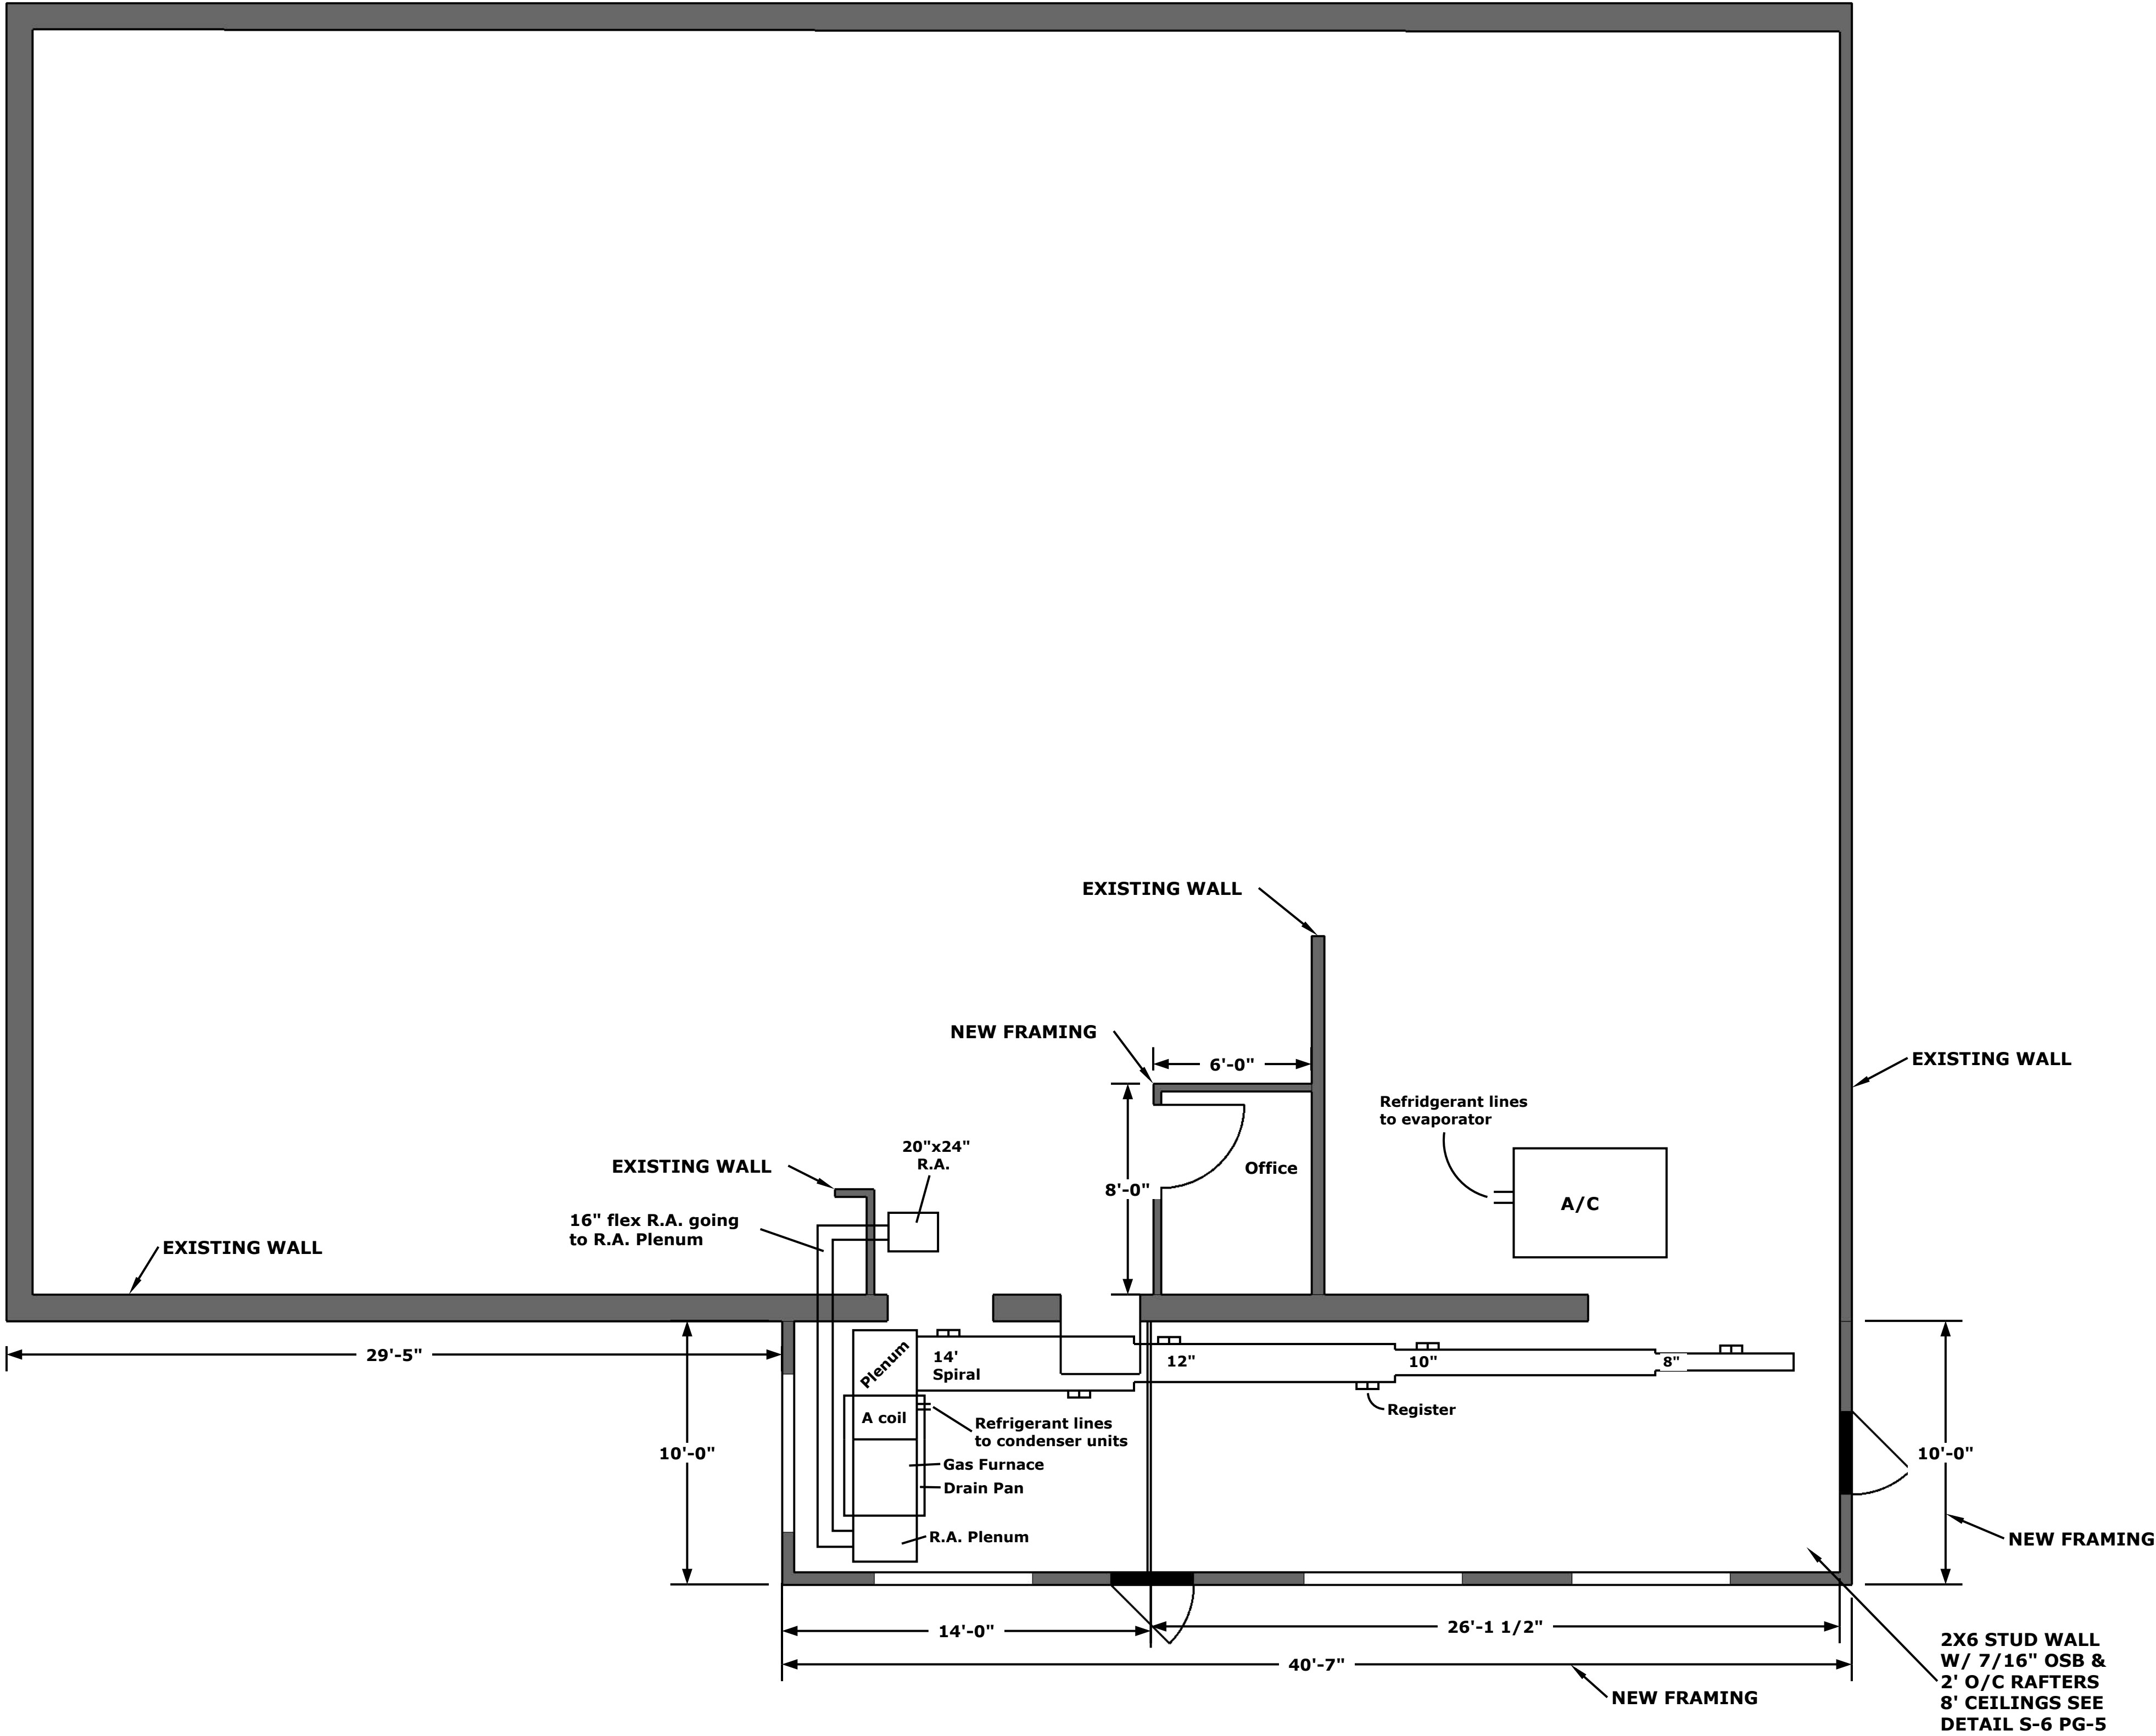 EXISTING WALL
NEW FRAMING
6'-0"
EXISTING WALL
Refridgerant lines
to evaporator
20"x24"
R.A.
EXISTING WALL
Office
8'-0"
A/C
16" flex R.A. going
to R.A. Plenum
EXISTING WALL
29'-5"
Plenum
14'
Spiral
12"
10"
8"
Register
A coil
Refrigerant lines
to condenser units
10'-0"
Gas Furnace
Drain Pan
R.A. Plenum
10'-0"
NEW FRAMING
14'-0"
26'-1 1/2"
40'-7"
NEW FRAMING
2X6 STUD WALL
W/ 7/16" OSB &
2' O/C RAFTERS
8' CEILINGS SEE
DETAIL S-6 PG-5